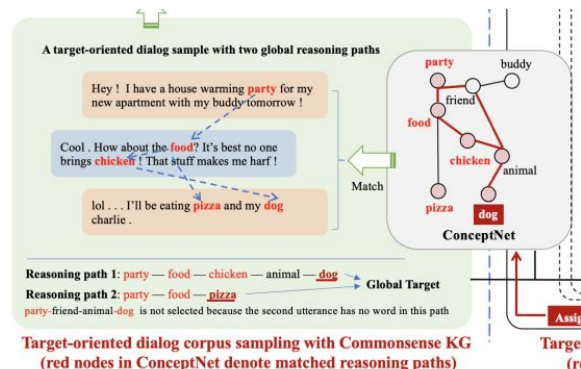 A target-oriented dialog sample with two global reasoning paths
Hey ! I have a house warming party for my
new apartment with my buddy tomorrow !
Cool . How about the food? It's best no one
brings chicken ! That stuff makes me harf !
lol . . . I'll be eating pizza and my dog
charlie .
Match
party
buddy
friend
food
chicken
animal
pizza
dog
ConceptNet
Reasoning path 1: party — food — chicken — animal — dog
Reasoning path 2: party — food — pizza
Global Target
party-friend-animal-dog is not selected because the second utterance has no word in this path
Target-oriented dialog corpus sampling with Commonsense KG
(red nodes in ConceptNet denote matched reasoning paths)
Assig
Targe
(re